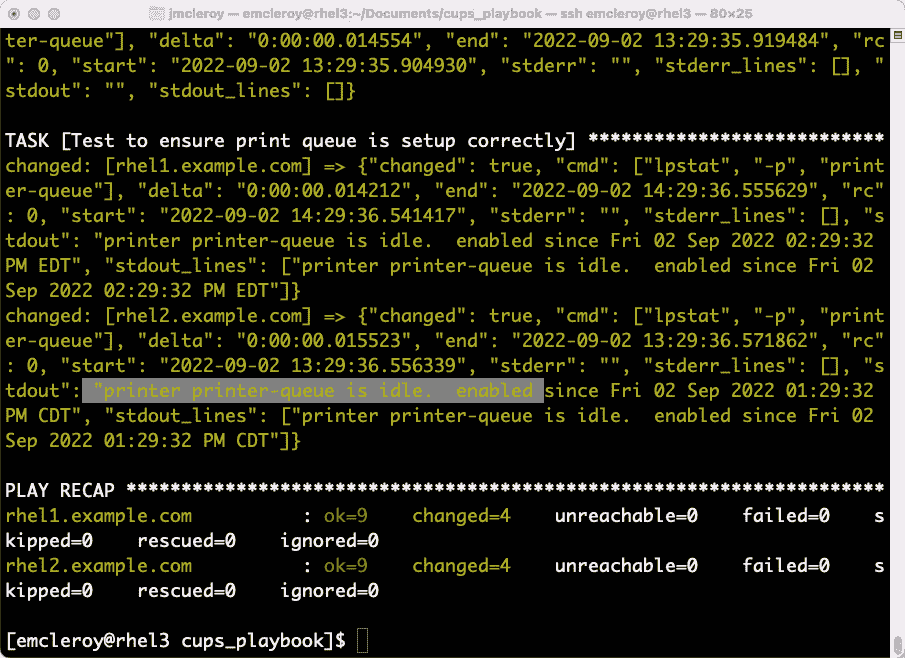 jmcleroy — emcleroy@rhel3:~/Documents/cups_playbook — ssh emcleroy@rhel3 — 80×25
ter-queue"], "delta": "0:00:00.014554", "end": "2022-09-02 13:29:35.919484", "rc
": 0, "start": "2022-09-02 13:29:35.904930", "stderr": "", "stderr_lines": [], "
stdout": "", "stdout_lines": []}
TASK [Test to ensure print queue is setup correctly] ***************************
changed: [rhel1.example.com] => {"changed": true, "cmd": ["lpstat", "-p", "print
er-queue"], "delta": "0:00:00.014212", "end": "2022-09-02 14:29:36.555629", "rc"
: 0, "start": "2022-09-02 14:29:36.541417", "stderr": "", "stderr_lines": [], "s
tdout": "printer printer-queue is idle.  enabled since Fri 02 Sep 2022 02:29:32
PM EDT", "stdout_lines": ["printer printer-queue is idle.  enabled since Fri 02
Sep 2022 02:29:32 PM EDT"]}
changed: [rhel2.example.com] => {"changed": true, "cmd": ["lpstat", "-p", "print
er-queue"], "delta": "0:00:00.015523", "end": "2022-09-02 13:29:36.571862", "rc"
: 0, "start": "2022-09-02 13:29:36.556339", "stderr": "", "stderr_lines": [], "s
tdout": "printer printer-queue is idle.  enabled since Fri 02 Sep 2022 01:29:32
PM CDT", "stdout_lines": ["printer printer-queue is idle.  enabled since Fri 02
Sep 2022 01:29:32 PM CDT"]}
PLAY RECAP *********************************************************************
rhel1.example.com          : ok=9    changed=4    unreachable=0    failed=0    s
kipped=0    rescued=0    ignored=0
rhel2.example.com          : ok=9    changed=4    unreachable=0    failed=0    s
kipped=0    rescued=0    ignored=0
[emcleroy@rhel3 cups_playbook]$